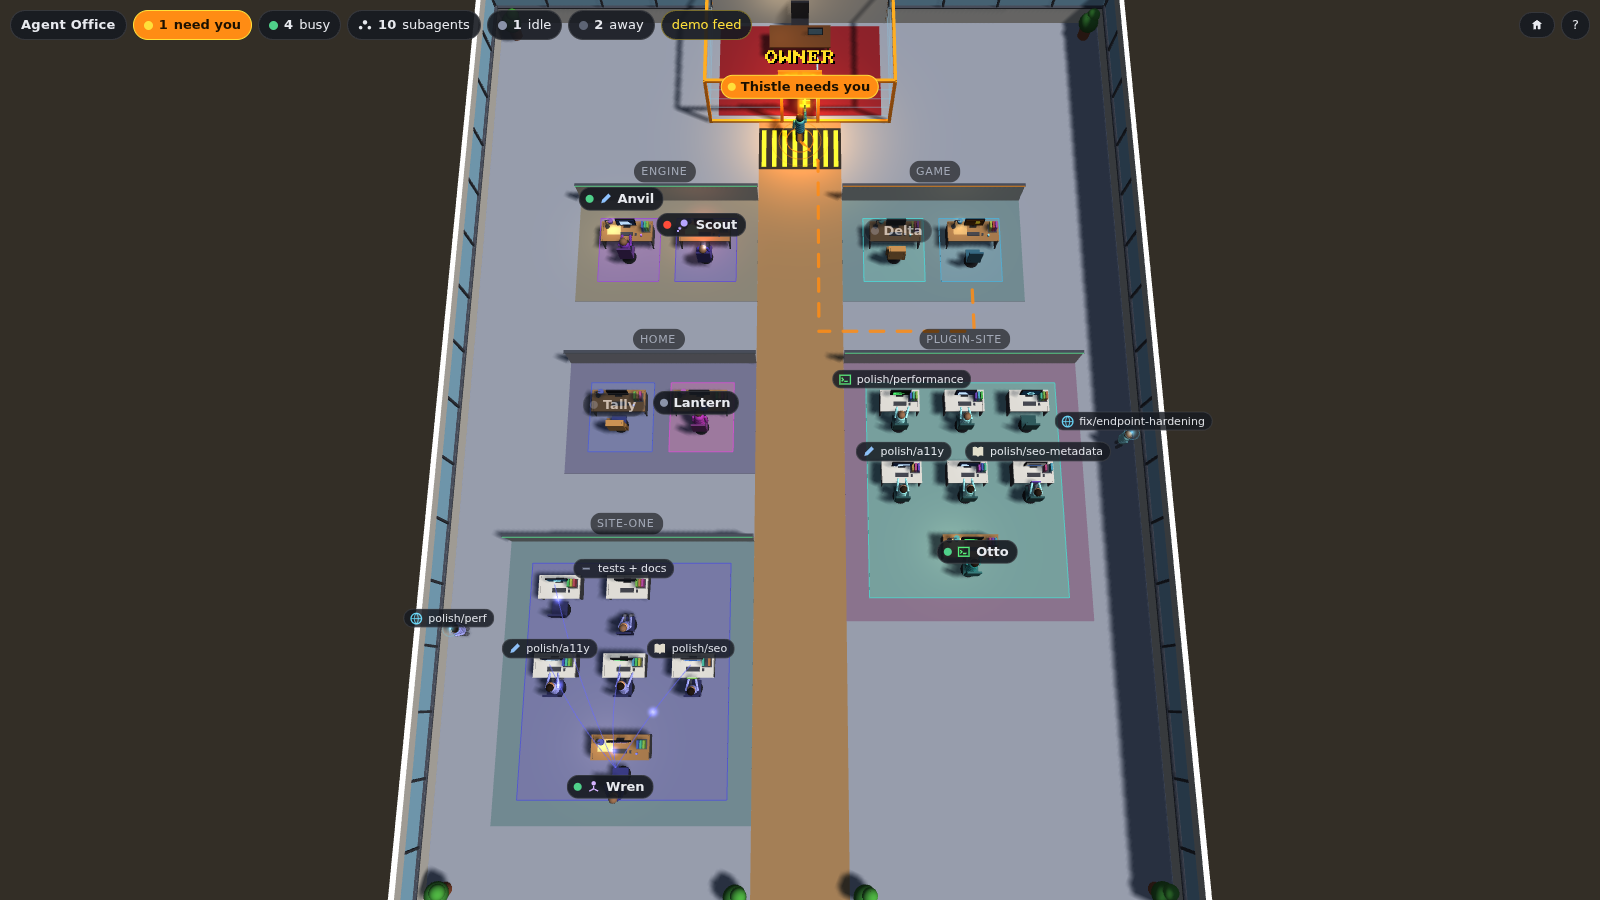 Agent Office
1 need you
4 busy
10 subagents
1 idle
2 away
demo feed
?
OWNER
Thistle needs you
ENGINE
GAME
Anvil
Scout
Delta
HOME
PLUGIN-SITE
polish/performance
Tally
Lantern
fix/endpoint-hardening
polish/a11y
polish/seo-metadata
SITE-ONE
Otto
tests + docs
polish/perf
polish/a11y
polish/seo
Wren